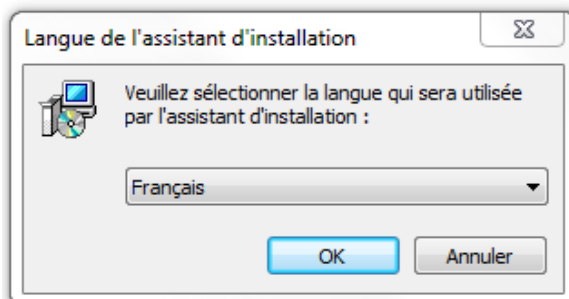 Langue de l'assistant d'installation
Veuillez sélectionner la langue qui sera utilisée
par l'assistant d'installation :
Français
OK
Annuler